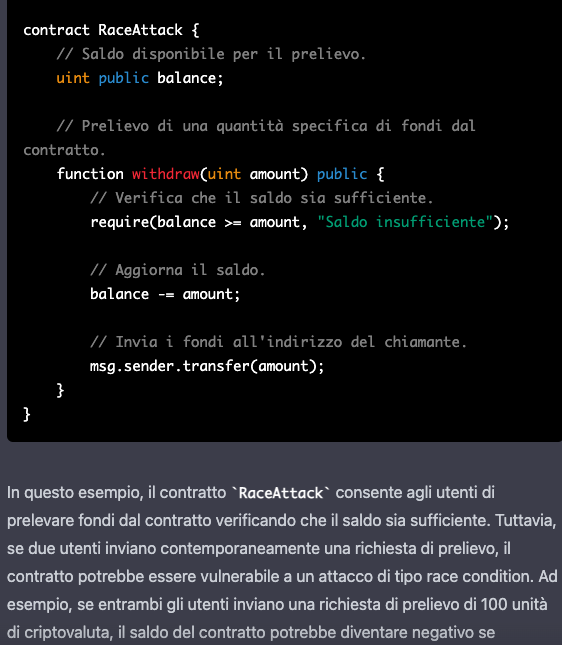 contract RaceAttack {
// Saldo disponibile per il prelievo.
uint public balance;
// Prelievo di una quantità specifica di fondi dal
contratto.
function withdraw(uint amount) public {
// Verifica che il saldo sia sufficiente.
require(balance >= amount, "Saldo insufficiente");
// Aggiorna il saldo.
balance -= amount;
// Invia i fondi all'indirizzo del chiamante.
msg.sender.transfer(amount);
}
}
In questo esempio, il contratto `RaceAttack` consente agli utenti di
prelevare fondi dal contratto verificando che il saldo sia sufficiente. Tuttavia,
se due utenti inviano contemporaneamente una richiesta di prelievo, il
contratto potrebbe essere vulnerabile a un attacco di tipo race condition. Ad
esempio, se entrambi gli utenti inviano una richiesta di prelievo di 100 unità
di criptovaluta, il saldo del contratto potrebbe diventare negativo se